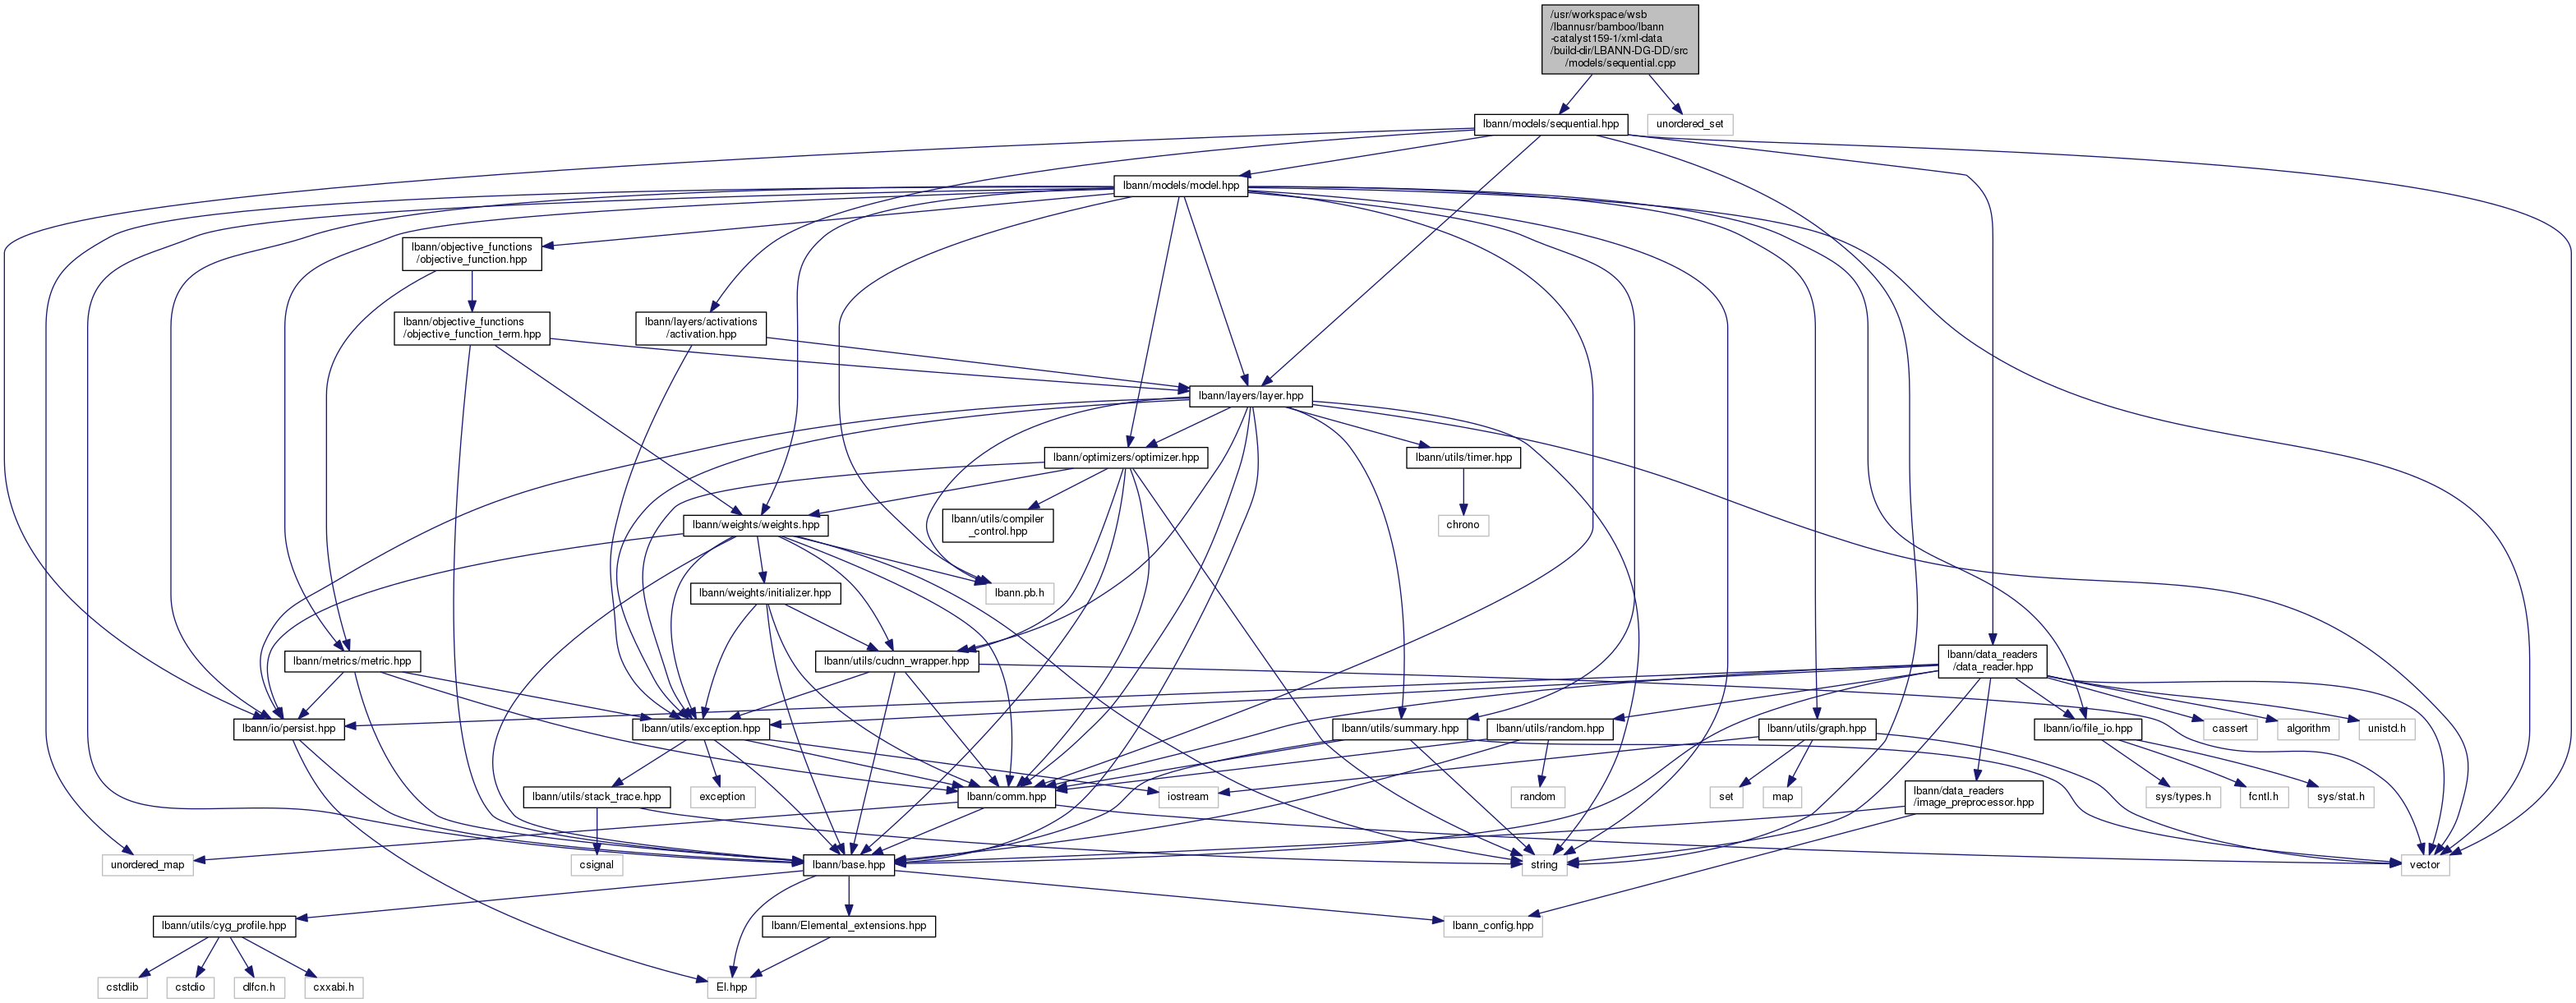 /usr/workspace/wsb
/lbannusr/bamboo/lbann
-catalyst159-1/xml-data
/build-dir/LBANN-DG-DD/src
/models/sequential.cpp
lbann/models/sequential.hpp
unordered_set
lbann/models/model.hpp
lbann/objective_functions
/objective_function.hpp
lbann/objective_functions
/objective_function_term.hpp
lbann/layers/activations
/activation.hpp
lbann/layers/layer.hpp
lbann/optimizers/optimizer.hpp
lbann/utils/timer.hpp
lbann/weights/weights.hpp
lbann/utils/compiler
_control.hpp
chrono
lbann/weights/initializer.hpp
lbann.pb.h
lbann/metrics/metric.hpp
lbann/utils/cudnn_wrapper.hpp
lbann/data_readers
/data_reader.hpp
lbann/io/persist.hpp
lbann/utils/exception.hpp
lbann/utils/summary.hpp
lbann/utils/random.hpp
lbann/utils/graph.hpp
lbann/io/file_io.hpp
cassert
algorithm
unistd.h
lbann/utils/stack_trace.hpp
exception
lbann/comm.hpp
iostream
random
set
map
lbann/data_readers
/image_preprocessor.hpp
sys/types.h
fcntl.h
sys/stat.h
unordered_map
csignal
lbann/base.hpp
string
vector
lbann/utils/cyg_profile.hpp
lbann/Elemental_extensions.hpp
lbann_config.hpp
cstdlib
cstdio
dlfcn.h
cxxabi.h
El.hpp